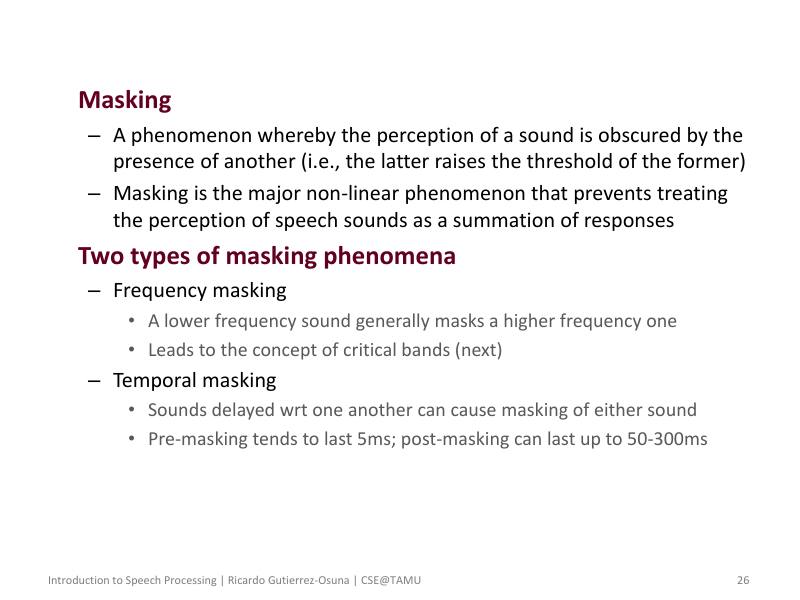 Masking
– A phenomenon whereby the perception of a sound is obscured by the
presence of another (i.e., the latter raises the threshold of the former)
– Masking is the major non-linear phenomenon that prevents treating
the perception of speech sounds as a summation of responses
Two types of masking phenomena
– Frequency masking
• A lower frequency sound generally masks a higher frequency one
• Leads to the concept of critical bands (next)
– Temporal masking
• Sounds delayed wrt one another can cause masking of either sound
• Pre-masking tends to last 5ms; post-masking can last up to 50-300ms
Introduction to Speech Processing | Ricardo Gutierrez-Osuna | CSE@TAMU 26